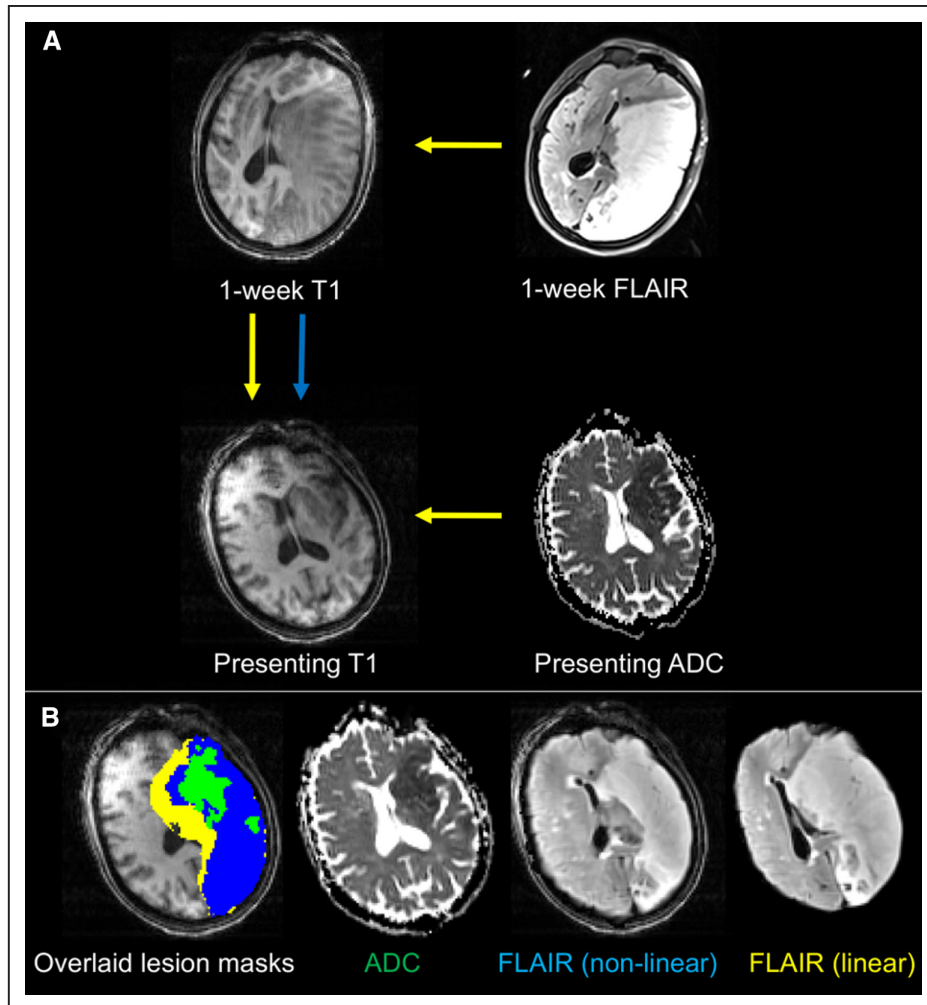 A
1-week T1
1-week FLAIR
Presenting T1
Presenting ADC
B
Overlaid lesion masks
ADC
FLAIR (non-linear)
FLAIR (linear)